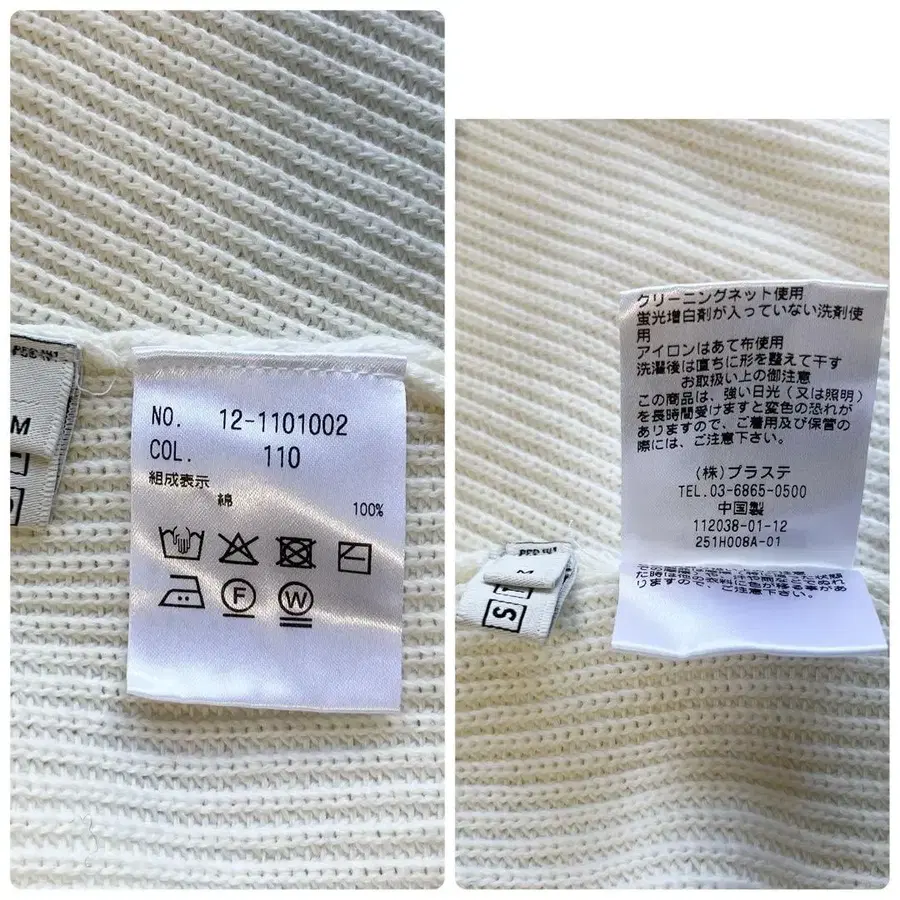 M
NO. 12-1101002
COL. 110
組成表示
綿
100%
F
W
クリーニングネット使用
蛍光増白剤が入っていない洗剤使
用
アイロンはあて布使用
洗濯後は直ちに形を整えて干す
お取扱い上の御注意
この商品は、強い日光(又は照明)
を長時間受けますと変色の恐れが
ありますので、ご着用及び保管の
際には、ご注意下さい。
(株)プラステ
TEL.03-6865-0500
中国製
112038-01-12
251H008A-01
M
S